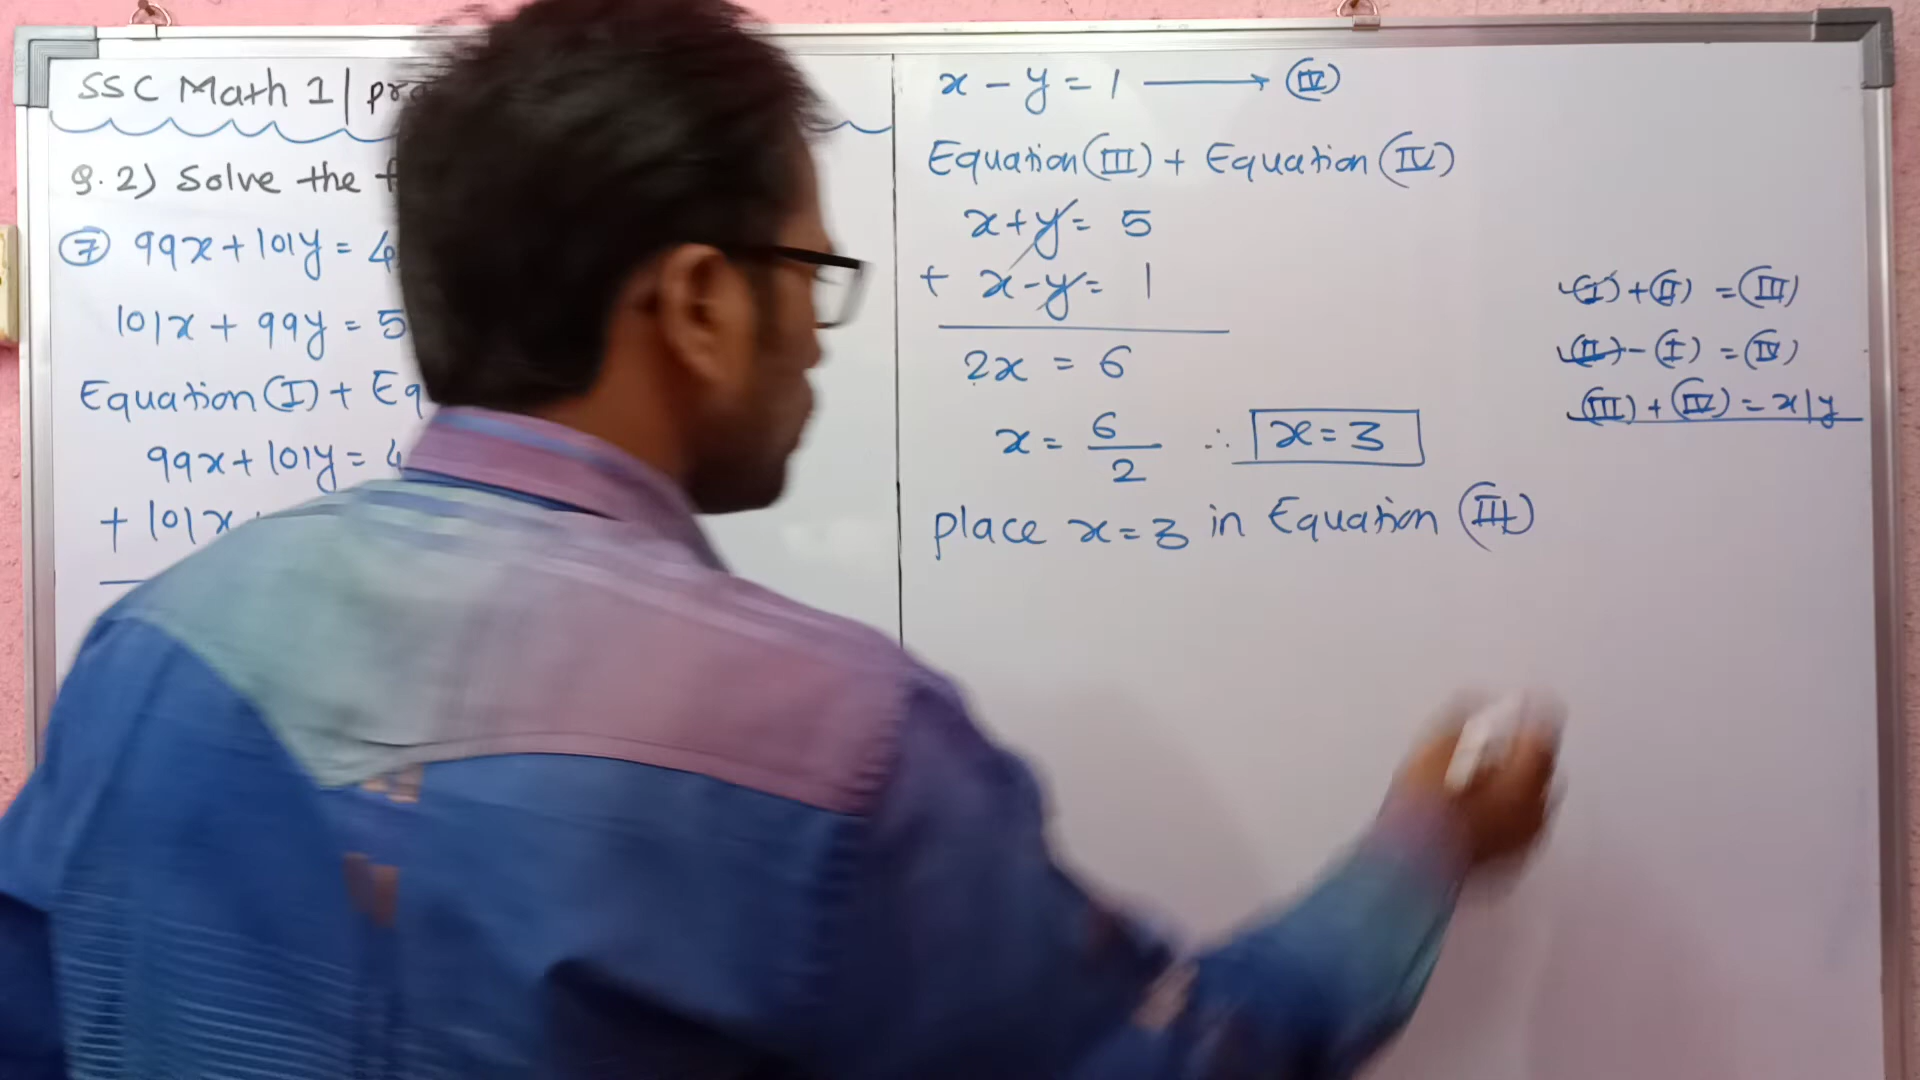 SSC Math 1 |
Q. 2) Solve the
⑦ 99x + 101y = 4
101x + 99y = 5
Equation (I) + Eq
99x + 101y = 4
+ 101x
x - y = 1 → (IV)
Equation (III) + Equation (IV)
x + y = 5
+ x - y = 1
2x = 6
x = 6/2 ∴ x = 3
place x = 3 in Equation (III)
(I) + (II) = (III)
(II) - (I) = (IV)
(III) + (IV) = x|y